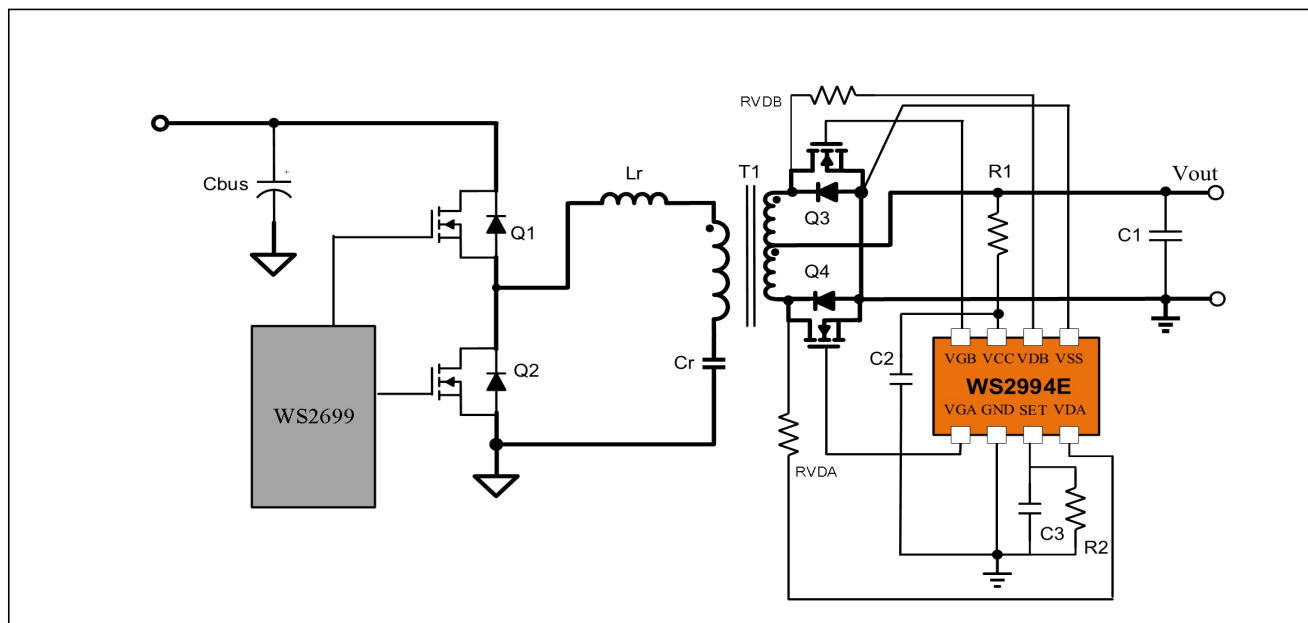 RVDB
T1
R1
Vout
Cbus
+
Lr
Q1
Q3
C1
Q4
C2
VGB VCC VDB VSS
WS2994E
VGA GND SET VDA
Q2
Cr
WS2699
RVDA
C3
R2